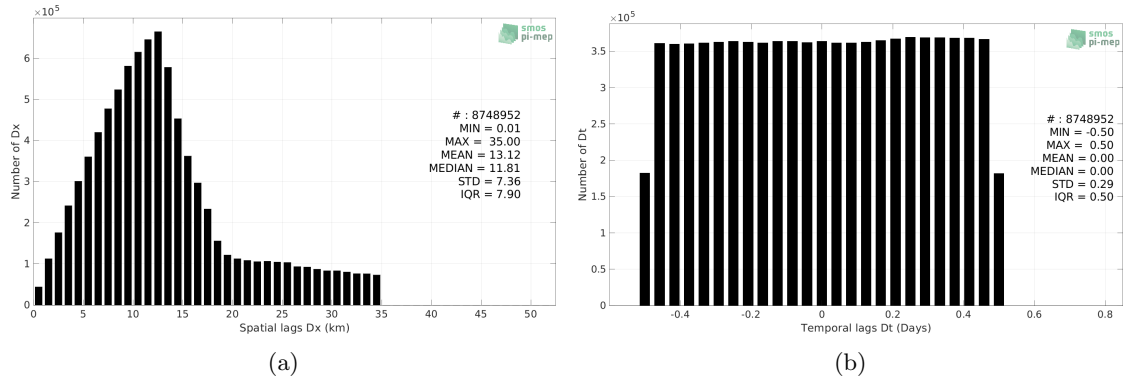 ×10^5
smos
pi-mep
6
5
4
3
2
1
0
Number of Dx
# : 8748952
MIN = 0.01
MAX = 35.00
MEAN = 13.12
MEDIAN = 11.81
STD = 7.36
IQR = 7.90
0 5 10 15 20 25 30 35 40 45 50
Spatial lags Dx (km)
(a)
×10^5
smos
pi-mep
3.5
3
2.5
2
1.5
1
0.5
0
Number of Dt
# : 8748952
MIN = -0.50
MAX = 0.50
MEAN = 0.00
MEDIAN = 0.00
STD = 0.29
IQR = 0.50
-0.4 -0.2 0 0.2 0.4 0.6 0.8
Temporal lags Dt (Days)
(b)